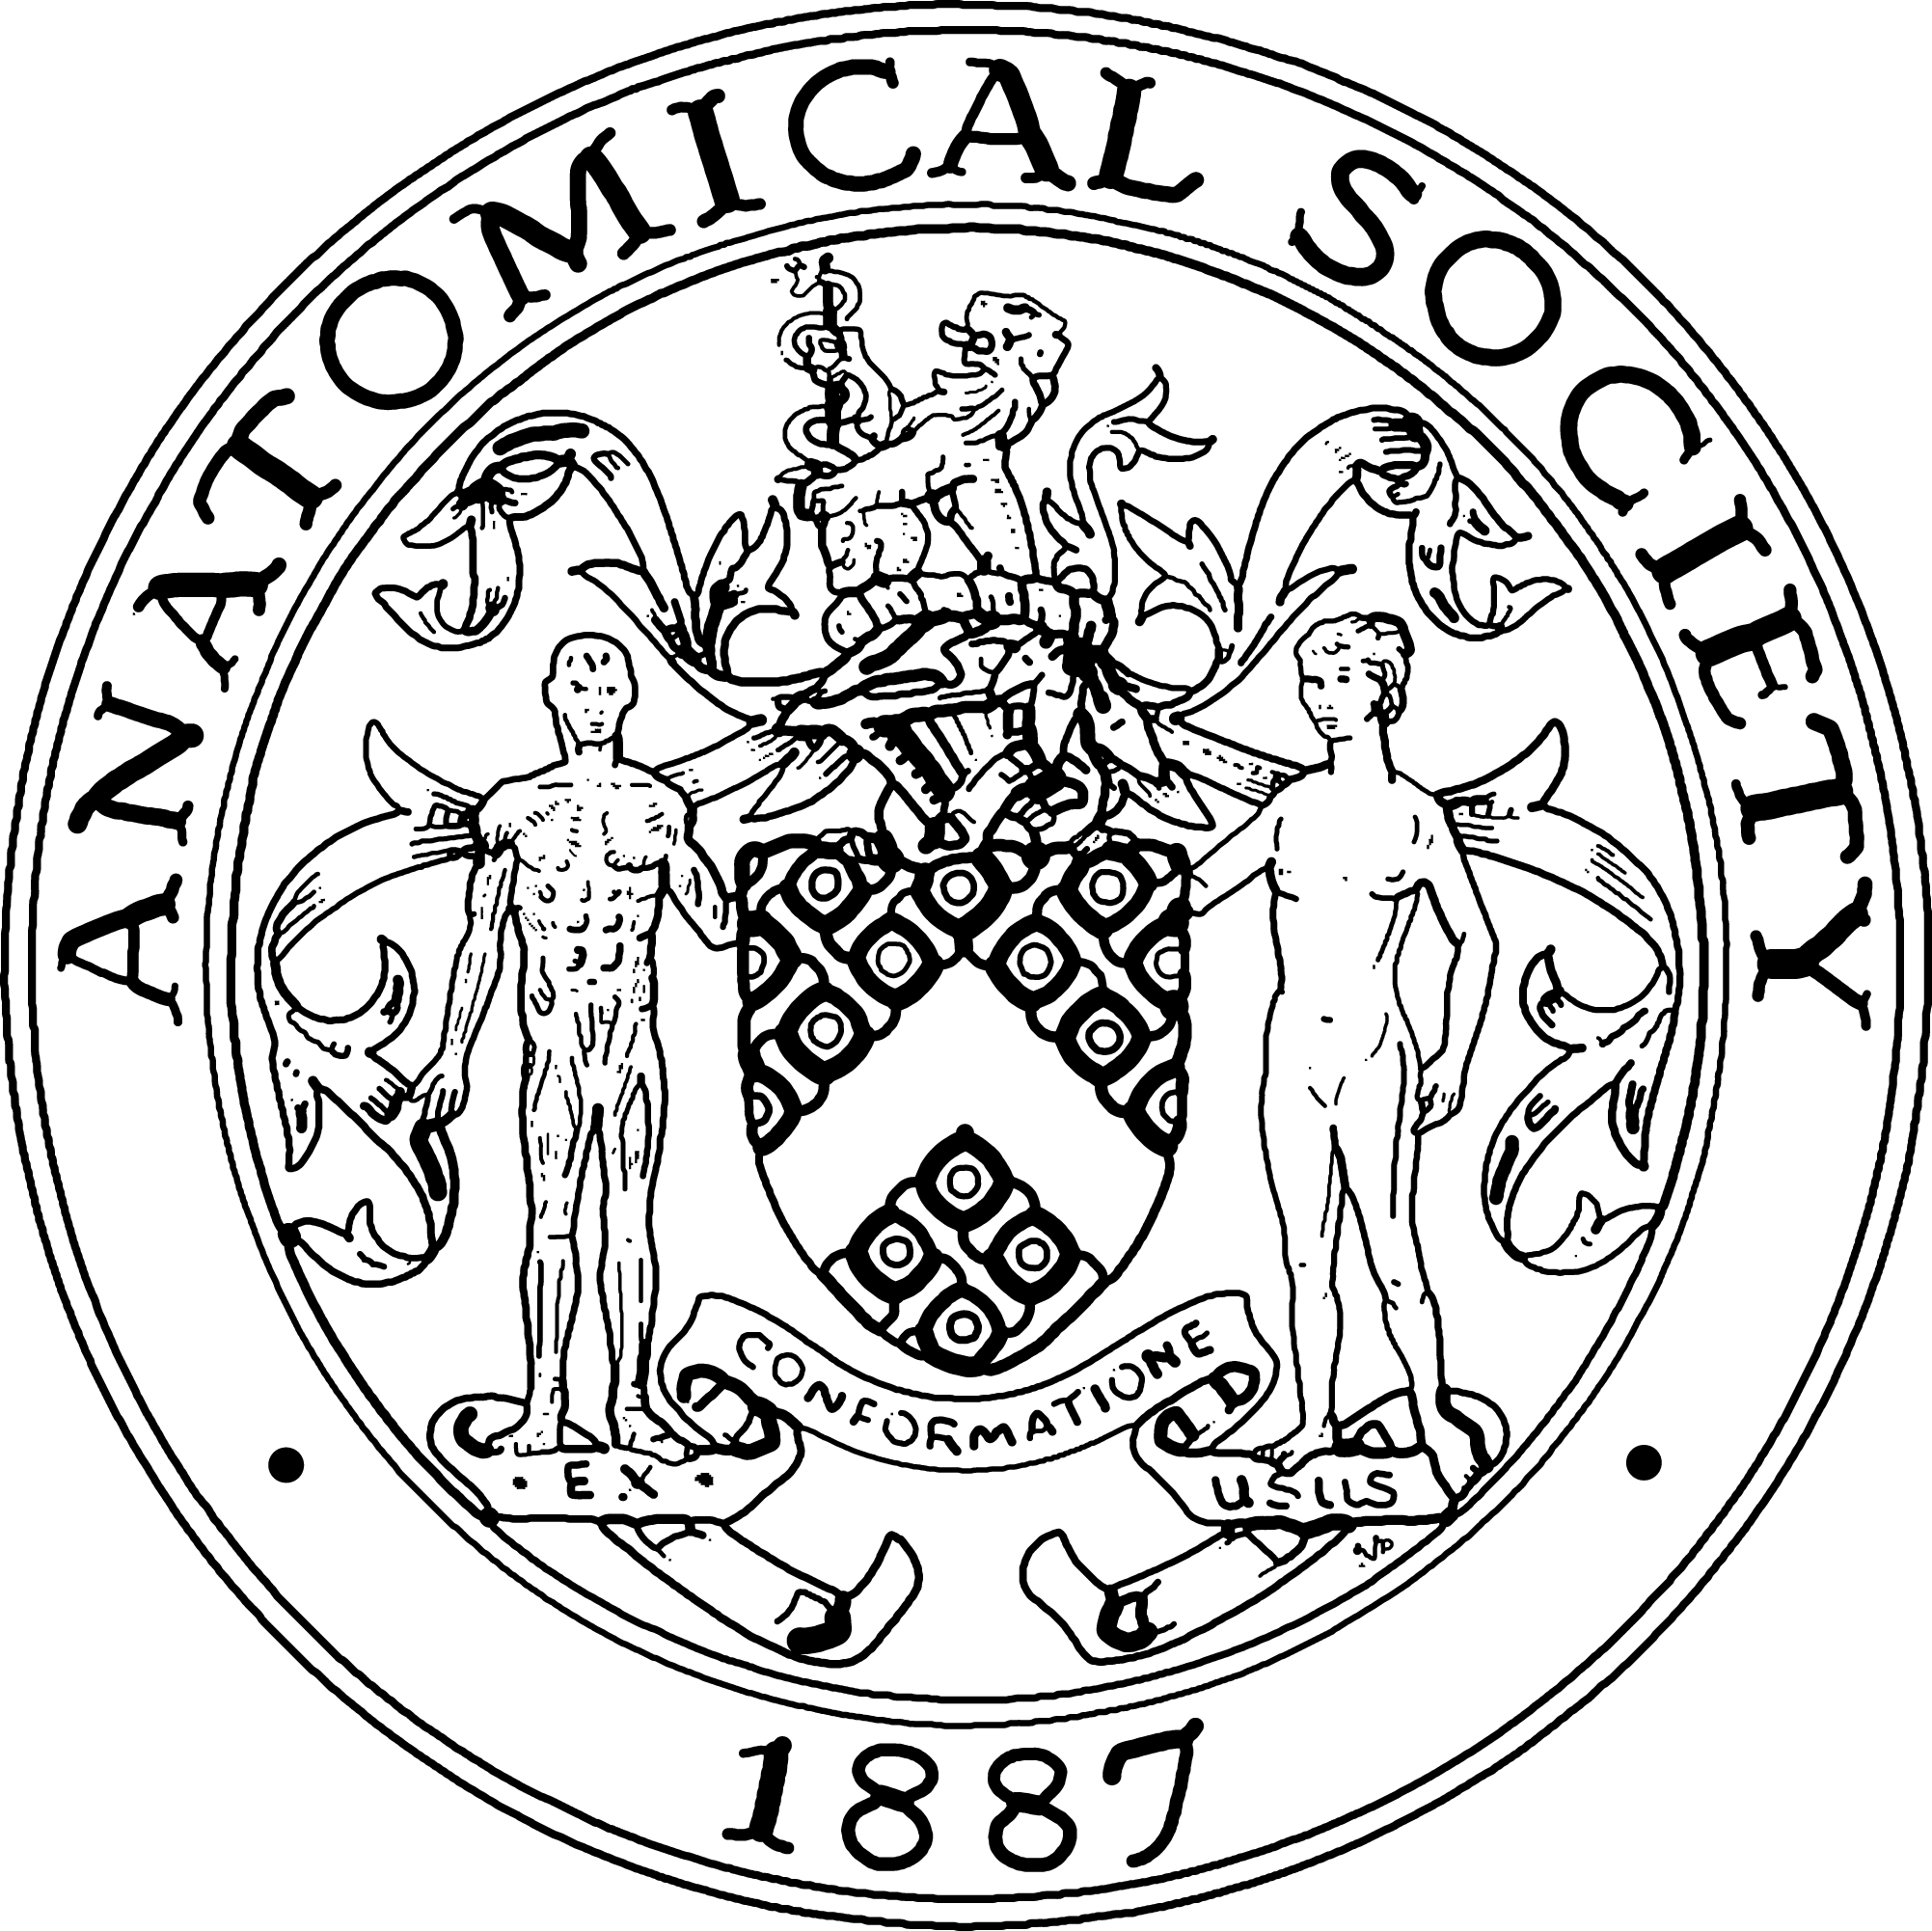 ANATOMICAL SOCIETY
EX CONFORMATIONE USUS
1887